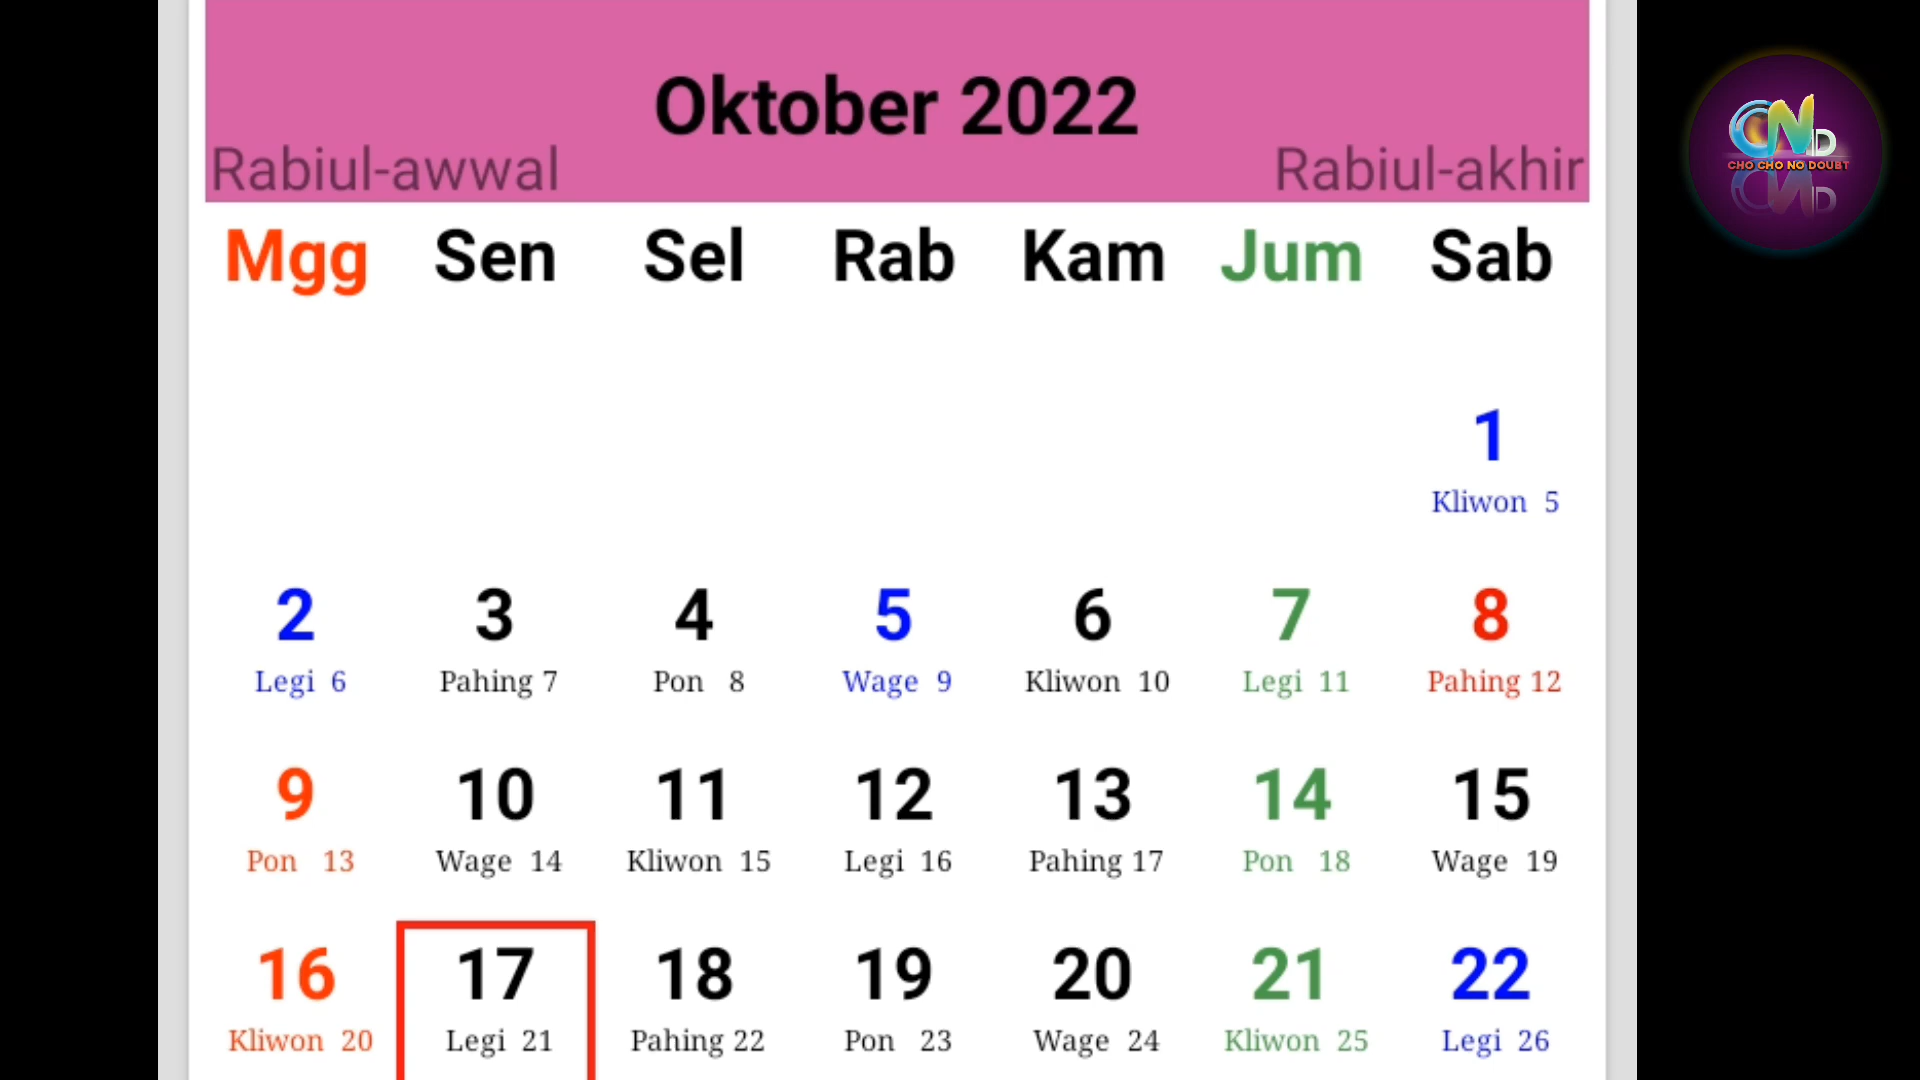 Oktober 2022
Rabiul-awwal Rabiul-akhir
Mgg Sen Sel Rab Kam Jum Sab
1
Kliwon 5
2 3 4 5 6 7 8
Legi 6 Pahing 7 Pon 8 Wage 9 Kliwon 10 Legi 11 Pahing 12
9 10 11 12 13 14 15
Pon 13 Wage 14 Kliwon 15 Legi 16 Pahing 17 Pon 18 Wage 19
16 17 18 19 20 21 22
Kliwon 20 Legi 21 Pahing 22 Pon 23 Wage 24 Kliwon 25 Legi 26
CND
CHO CHO NO DOUBT